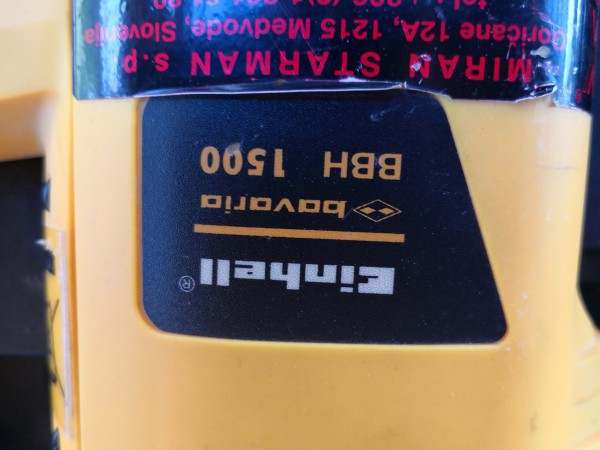 Einhell®
bavaria
BBH 1500
MIRAN STARMAN s.p.
Goričane 12A, 1215 Medvode, Slovenija